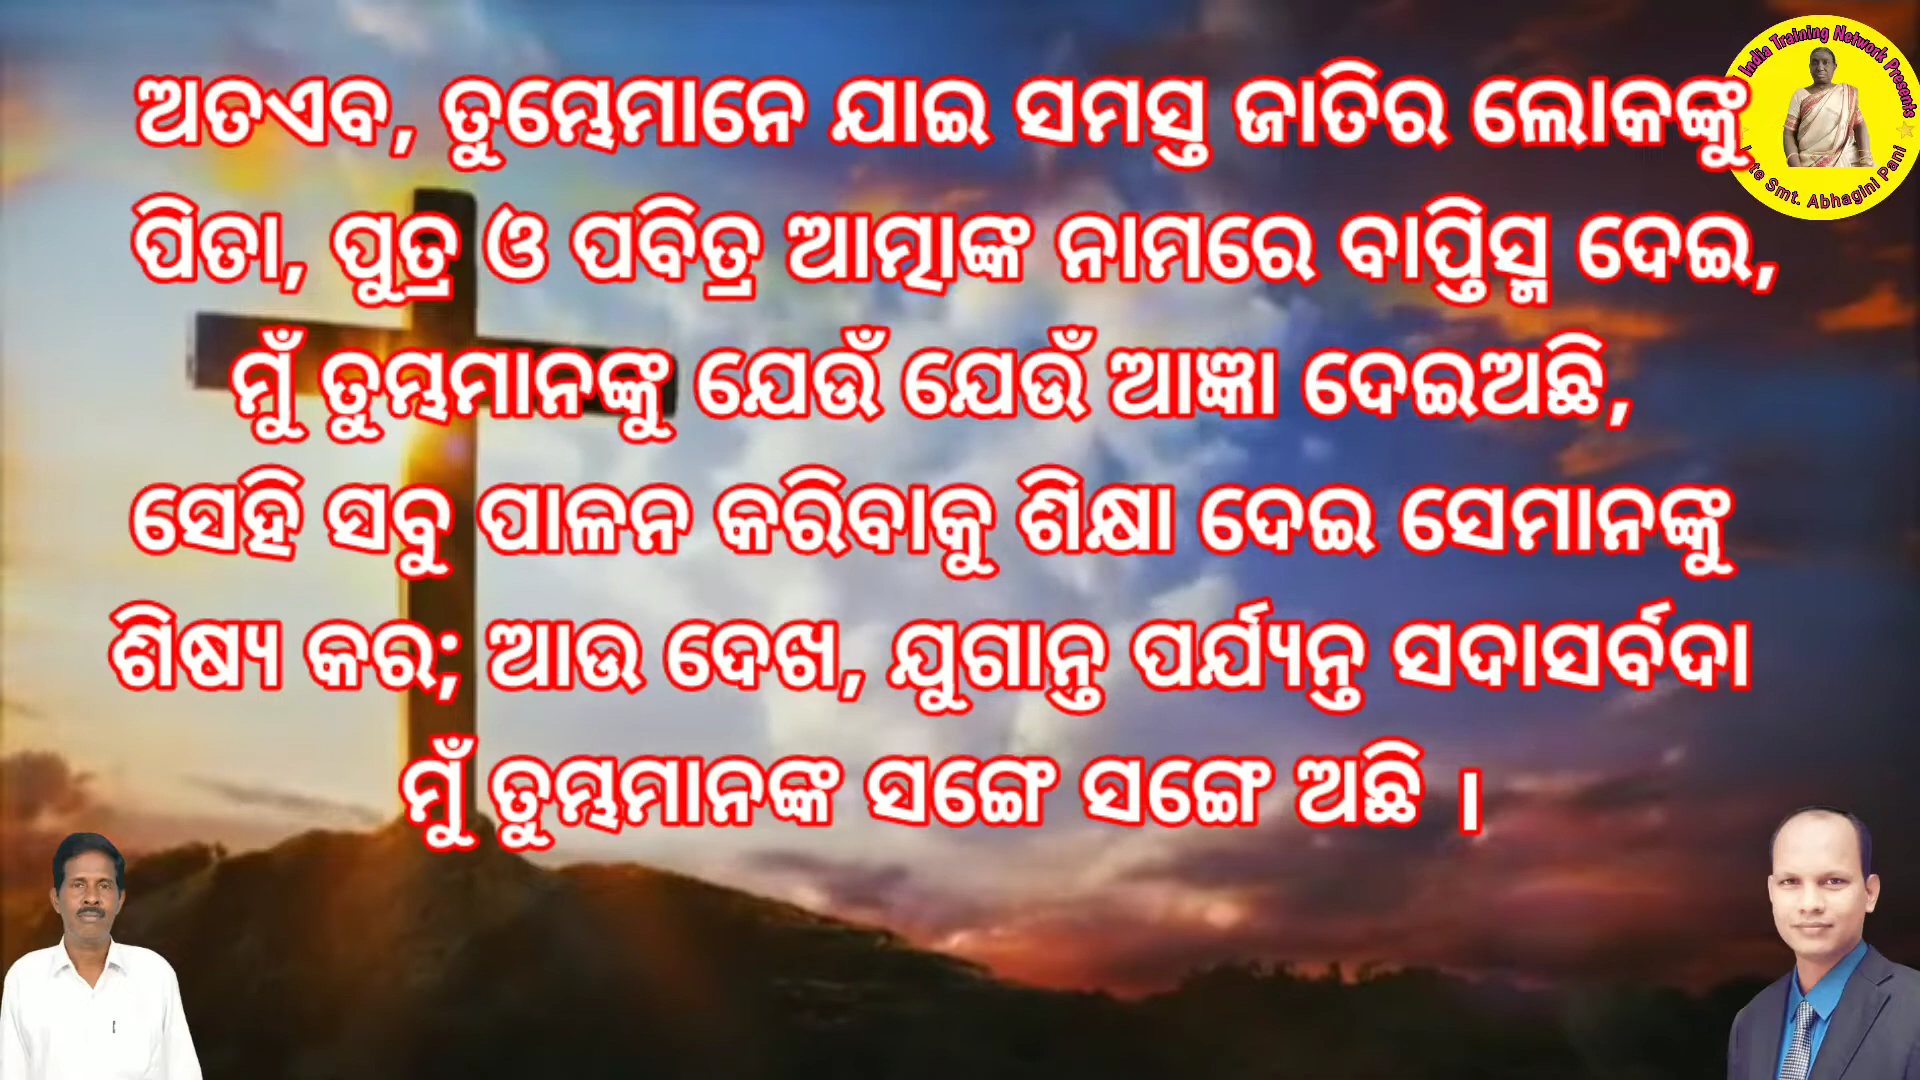 ଅତଏବ, ତୁମ୍ଭେମାନେ ଯାଇ ସମସ୍ତ ଜାତିର ଲୋକଙ୍କୁ
ପିତା, ପୁତ୍ର ଓ ପବିତ୍ର ଆତ୍ମାଙ୍କ ନାମରେ ବାପ୍ତିସ୍ମ ଦେଇ,
ମୁଁ ତୁମ୍ଭମାନଙ୍କୁ ଯେଉଁ ଯେଉଁ ଆଜ୍ଞା ଦେଇଅଛି,
ସେହି ସବୁ ପାଳନ କରିବାକୁ ଶିକ୍ଷା ଦେଇ ସେମାନଙ୍କୁ
ଶିଷ୍ୟ କର; ଆଉ ଦେଖ, ଯୁଗାନ୍ତ ପର୍ଯ୍ୟନ୍ତ ସଦାସର୍ବଦା
ମୁଁ ତୁମ୍ଭମାନଙ୍କ ସଙ୍ଗେ ସଙ୍ଗେ ଅଛି ।
India Training Network Presents
Smt. Abhagini Pani